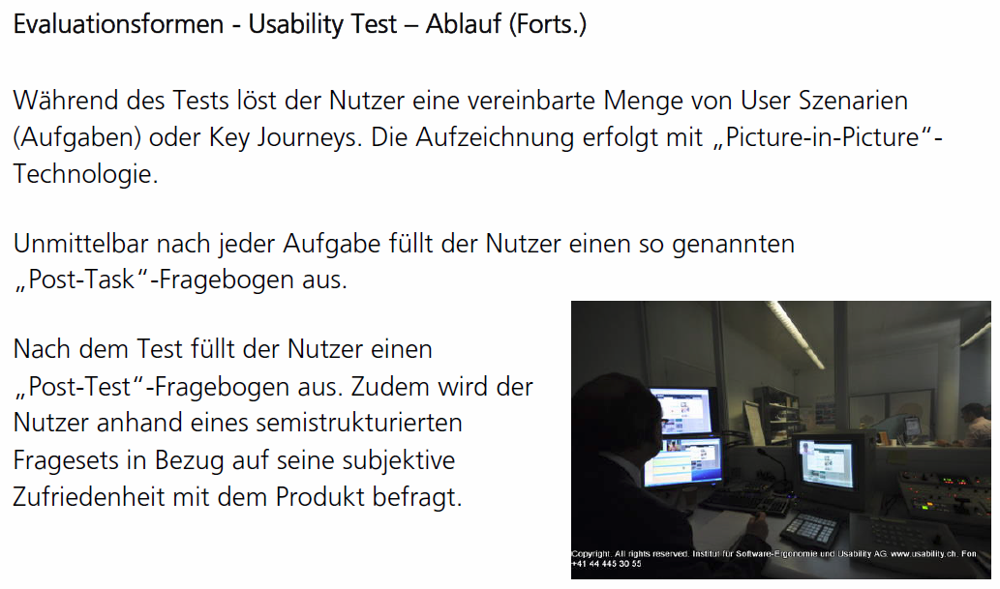 Evaluationsformen - Usability Test – Ablauf (Forts.)
Während des Tests löst der Nutzer eine vereinbarte Menge von User Szenarien
(Aufgaben) oder Key Journeys. Die Aufzeichnung erfolgt mit „Picture-in-Picture“-
Technologie.
Unmittelbar nach jeder Aufgabe füllt der Nutzer einen so genannten
„Post-Task“-Fragebogen aus.
Nach dem Test füllt der Nutzer einen
„Post-Test“-Fragebogen aus. Zudem wird der
Nutzer anhand eines semistrukturierten
Fragesets in Bezug auf seine subjektive
Zufriedenheit mit dem Produkt befragt.
Copyright. All rights reserved. Institut für Software-Ergonomie und Usability AG. www.usability.ch. Fon
+41 44 445 30 55